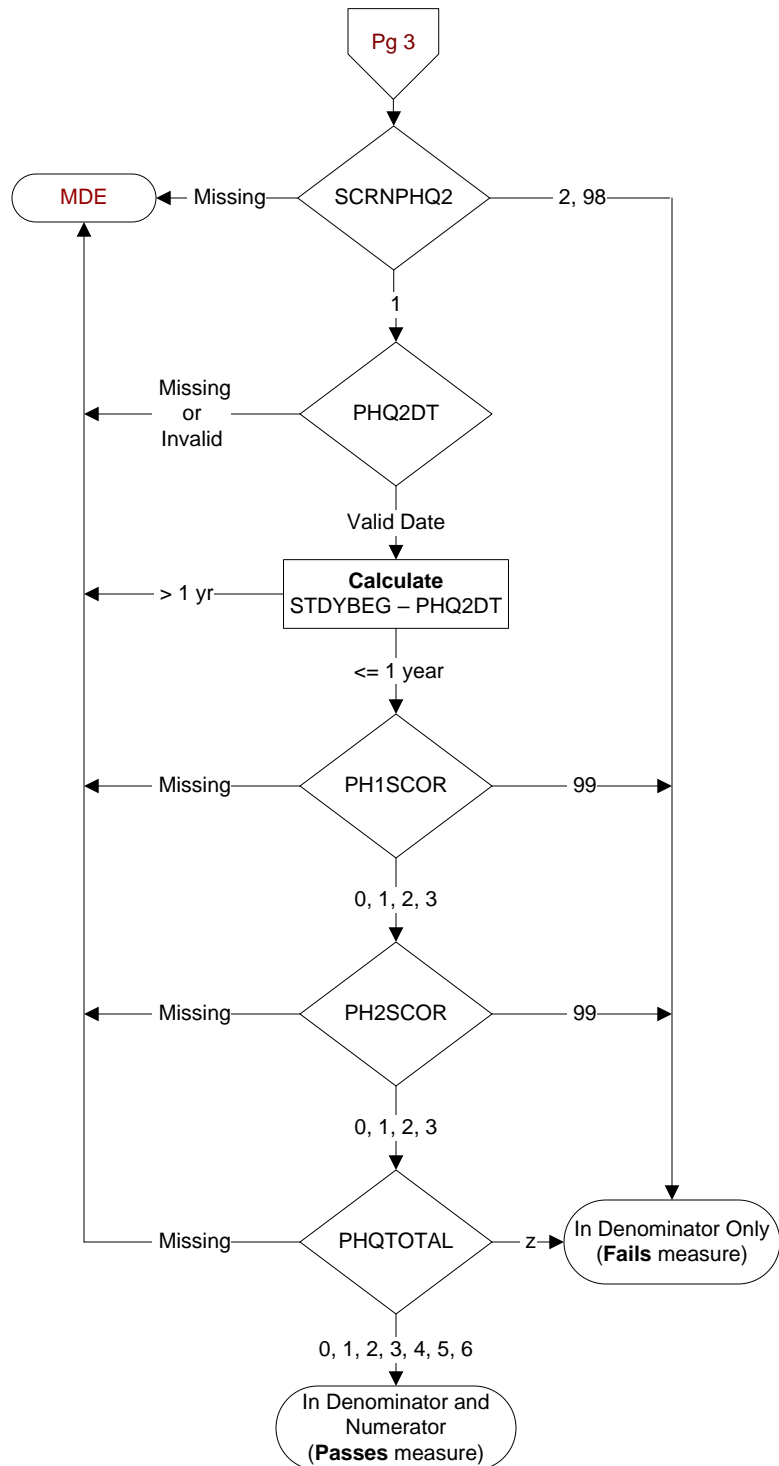 Pg 3
MDE
Missing
SCRNPHQ2
2, 98
1
Missing
or
Invalid
PHQ2DT
Valid Date
Calculate
STDYBEG – PHQ2DT
> 1 yr
<= 1 year
Missing
PH1SCOR
99
0, 1, 2, 3
Missing
PH2SCOR
99
0, 1, 2, 3
Missing
PHQTOTAL
z
In Denominator Only
(Fails measure)
0, 1, 2, 3, 4, 5, 6
In Denominator and
Numerator
(Passes measure)